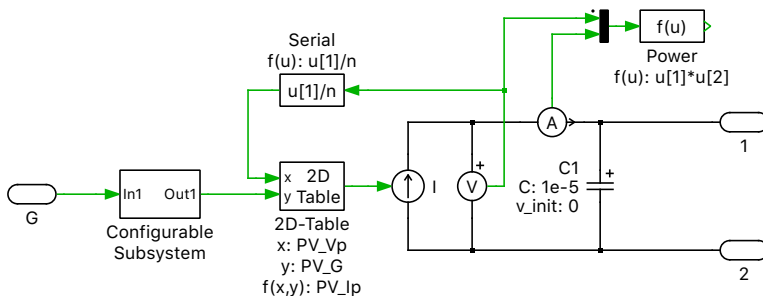 f(u)
Power
f(u): u[1]*u[2]
Serial
f(u): u[1]/n
u[1]/n
A
1
In1 Out1
Configurable
Subsystem
G
x 2D
y Table
2D-Table
x: PV_Vp
y: PV_G
f(x,y): PV_Ip
I
V
C1
C: 1e-5
v_init: 0
2